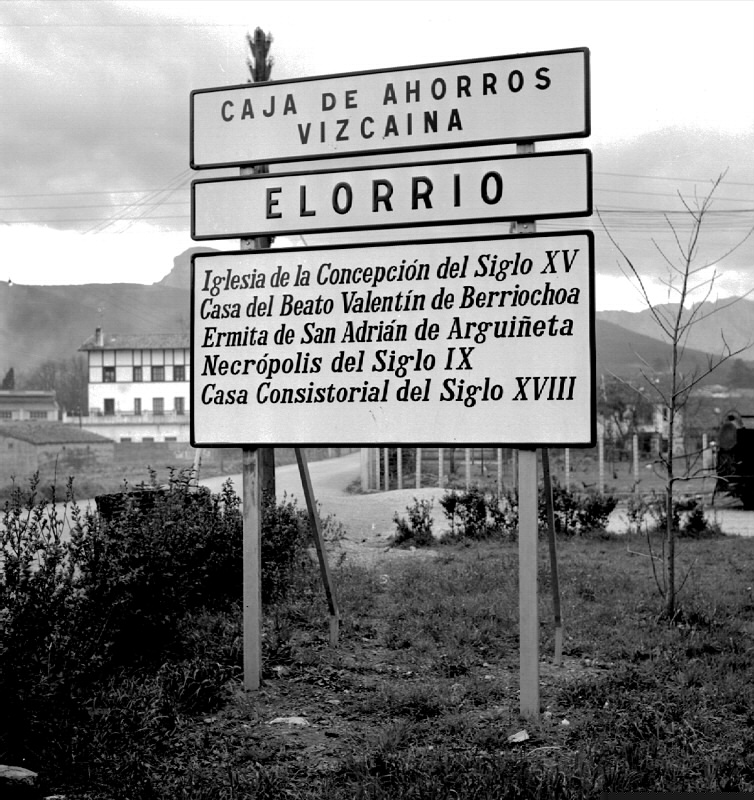 CAJA DE AHORROS
VIZCAINA
ELORRIO
Iglesia de la Concepción del Siglo XV
Casa del Beato Valentín de Berriochoa
Ermita de San Adrián de Arguiñeta
Necrópolis del Siglo IX
Casa Consistorial del Siglo XVIII